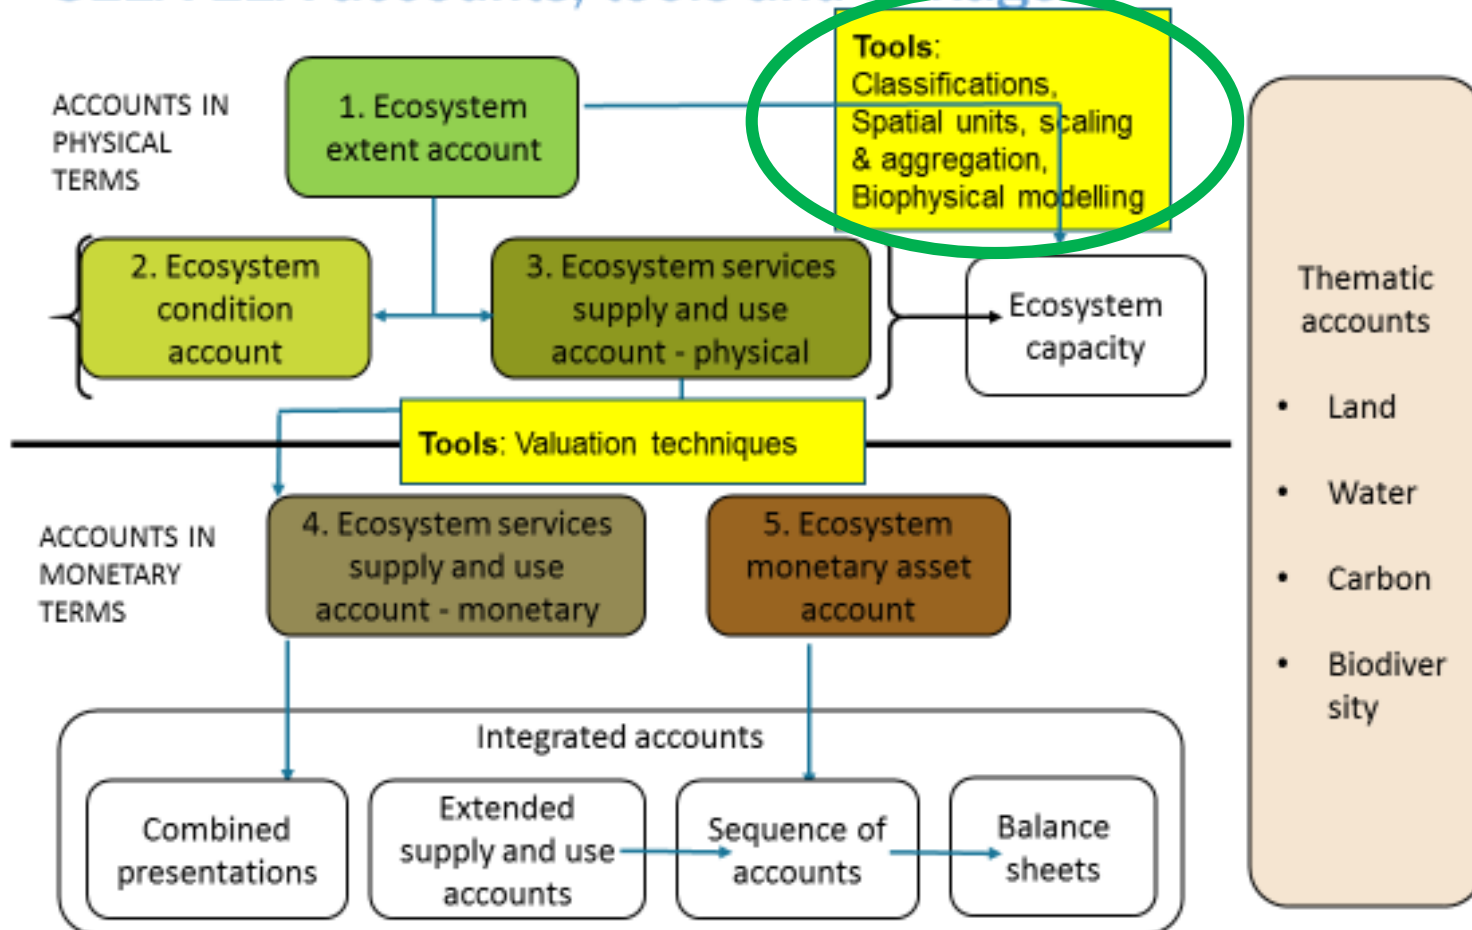 ACCOUNTS IN
PHYSICAL
TERMS
1. Ecosystem
extent account
Tools:
Classifications,
Spatial units, scaling
& aggregation,
Biophysical modelling
2. Ecosystem
condition
account
3. Ecosystem services
supply and use
account - physical
Ecosystem
capacity
Tools: Valuation techniques
ACCOUNTS IN
MONETARY
TERMS
4. Ecosystem services
supply and use
account - monetary
5. Ecosystem
monetary asset
account
Integrated accounts
Combined
presentations
Extended
supply and use
accounts
Sequence of
accounts
Balance
sheets
Thematic
accounts
• Land
• Water
• Carbon
• Biodiver
sity